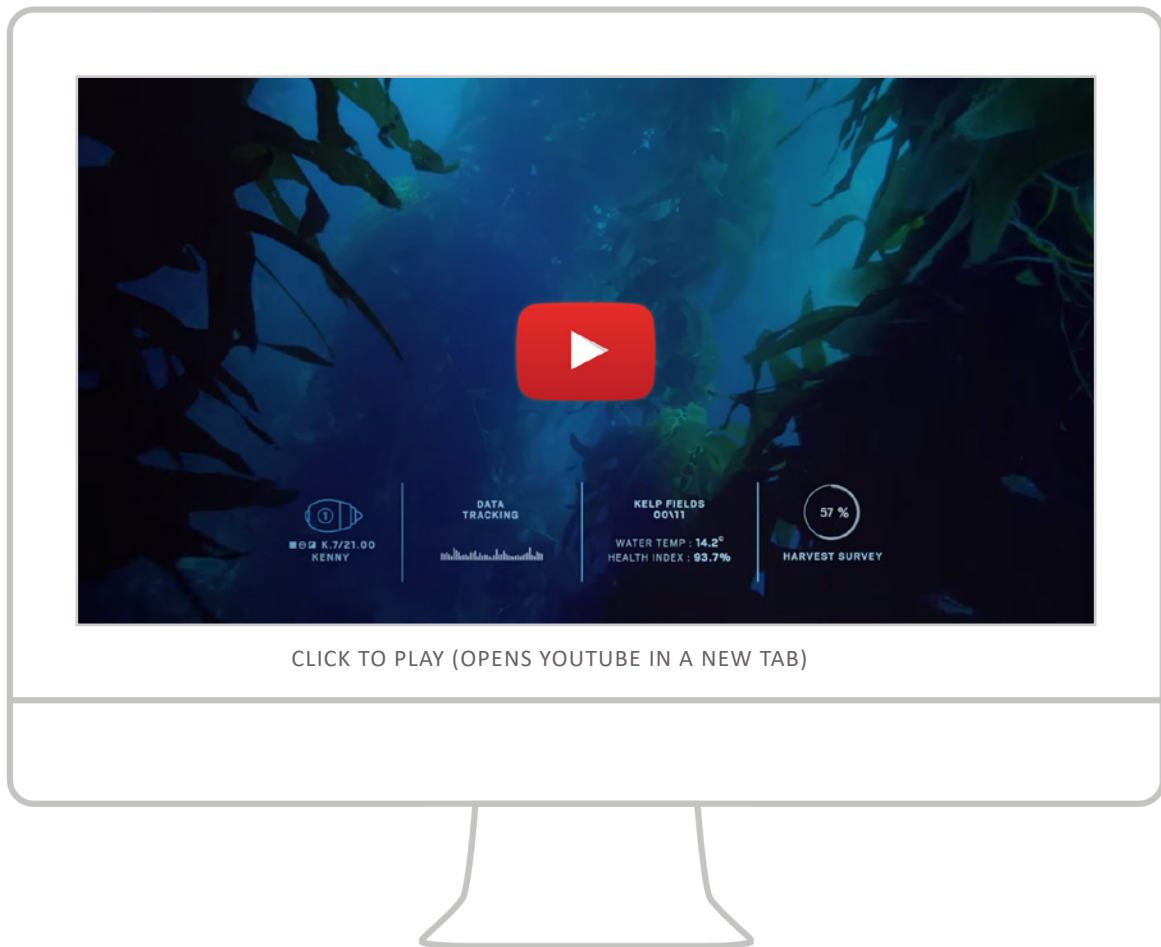 1
K.7/21.00
KENNY
DATA
TRACKING
KELP FIELDS
00\11
WATER TEMP : 14.2°
HEALTH INDEX : 93.7%
57 %
HARVEST SURVEY
CLICK TO PLAY (OPENS YOUTUBE IN A NEW TAB)